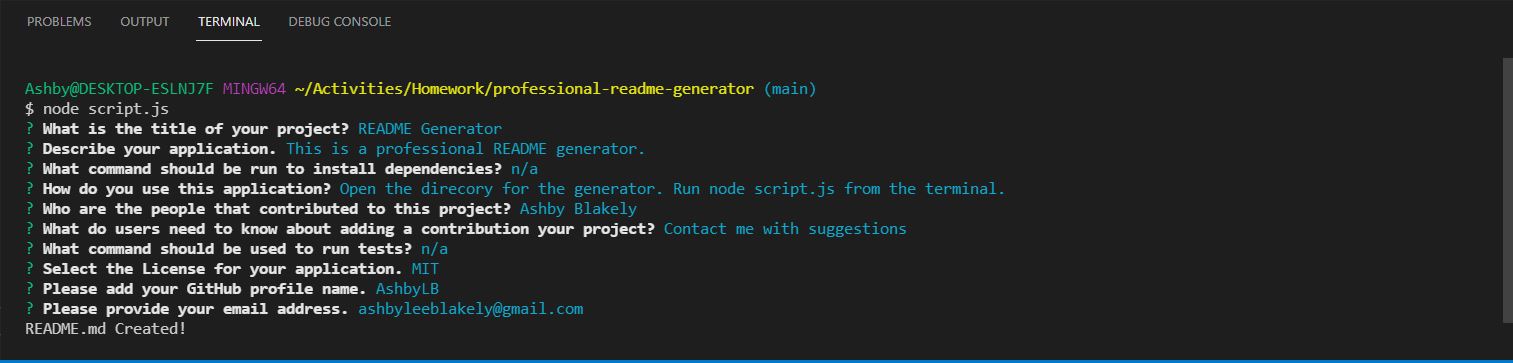 PROBLEMS OUTPUT TERMINAL DEBUG CONSOLE
Ashby@DESKTOP-ESLNJ7F MINGW64 ~/Activities/Homework/professional-readme-generator (main)
$ node script.js
? What is the title of your project? README Generator
? Describe your application. This is a professional README generator.
? What command should be run to install dependencies? n/a
? How do you use this application? Open the direcory for the generator. Run node script.js from the terminal.
? Who are the people that contributed to this project? Ashby Blakely
? What do users need to know about adding a contribution your project? Contact me with suggestions
? What command should be used to run tests? n/a
? Select the License for your application. MIT
? Please add your GitHub profile name. AshbyLB
? Please provide your email address. ashbyleeblakely@gmail.com
README.md Created!